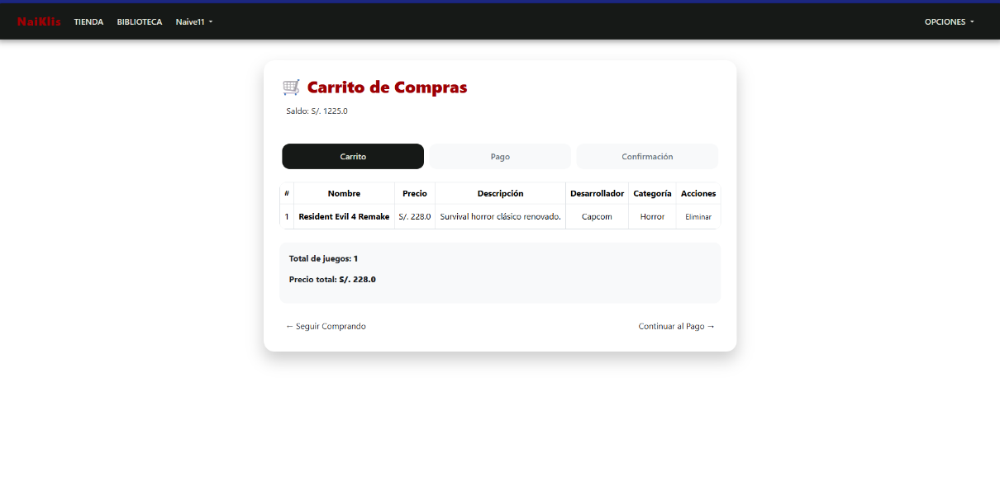 NaiKlis TIENDA BIBLIOTECA Naive11 OPCIONES
Carrito de Compras
Saldo: S/. 1225.0
Carrito Pago Confirmación
# Nombre Precio Descripción Desarrollador Categoría Acciones
1 Resident Evil 4 Remake S/. 228.0 Survival horror clásico renovado. Capcom Horror Eliminar
Total de juegos: 1
Precio total: S/. 228.0
← Seguir Comprando Continuar al Pago →